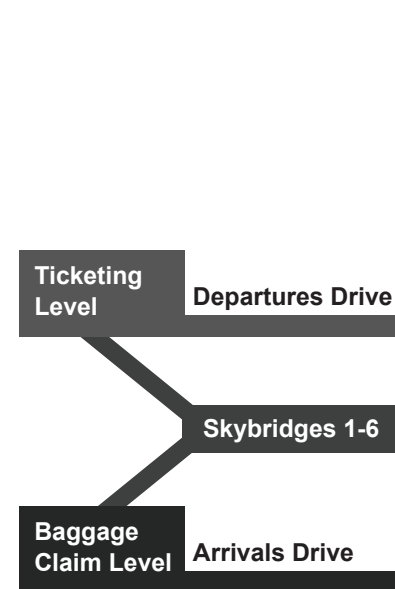 Ticketing
Level
Departures Drive
Skybridges 1-6
Baggage
Claim Level
Arrivals Drive